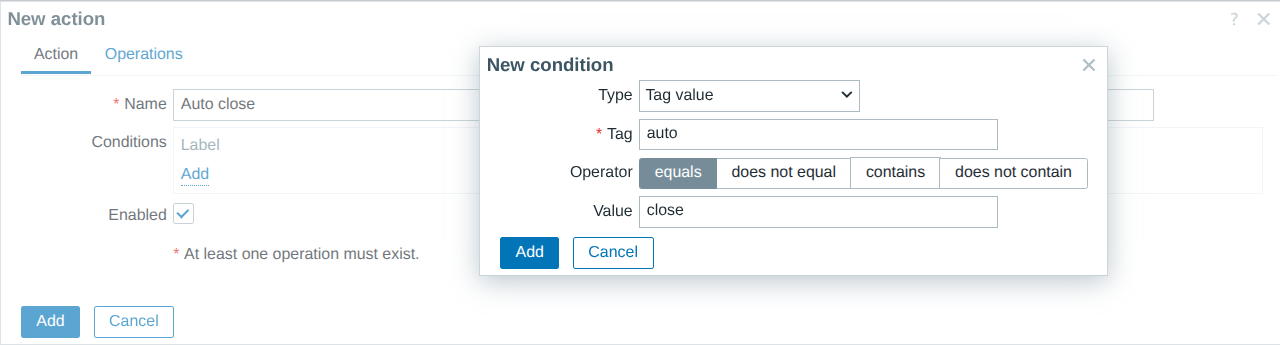 New action ?
Action Operations
* Name Auto close
Conditions Label
Add
Enabled
* At least one operation must exist.
Add Cancel
New condition
Type Tag value
* Tag auto
Operator equals does not equal contains does not contain
Value close
Add Cancel